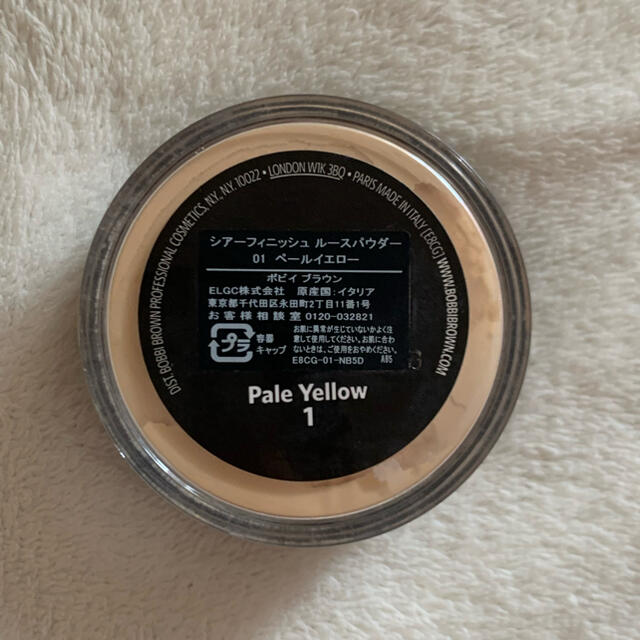 DIST. BOBBI BROWN PROFESSIONAL COSMETICS, N.Y., N.Y. 10022 • LONDON W1K 3BQ • PARIS MADE IN ITALY (E8CG) WWW.BOBBIBROWN.COM
シアーフィニッシュ ルースパウダー
01 ペールイエロー
ボビイ ブラウン
ELGC株式会社 原産国:イタリア
東京都千代田区永田町2丁目11番1号
お客様相談室 0120-032821
プラ
容器
キャップ
お肌に異常が生じていないかよく注
意して使用してください。お肌に合わ
ないときは、ご使用をおやめください。
E8CG-01-NB5D
A85
Pale Yellow
1